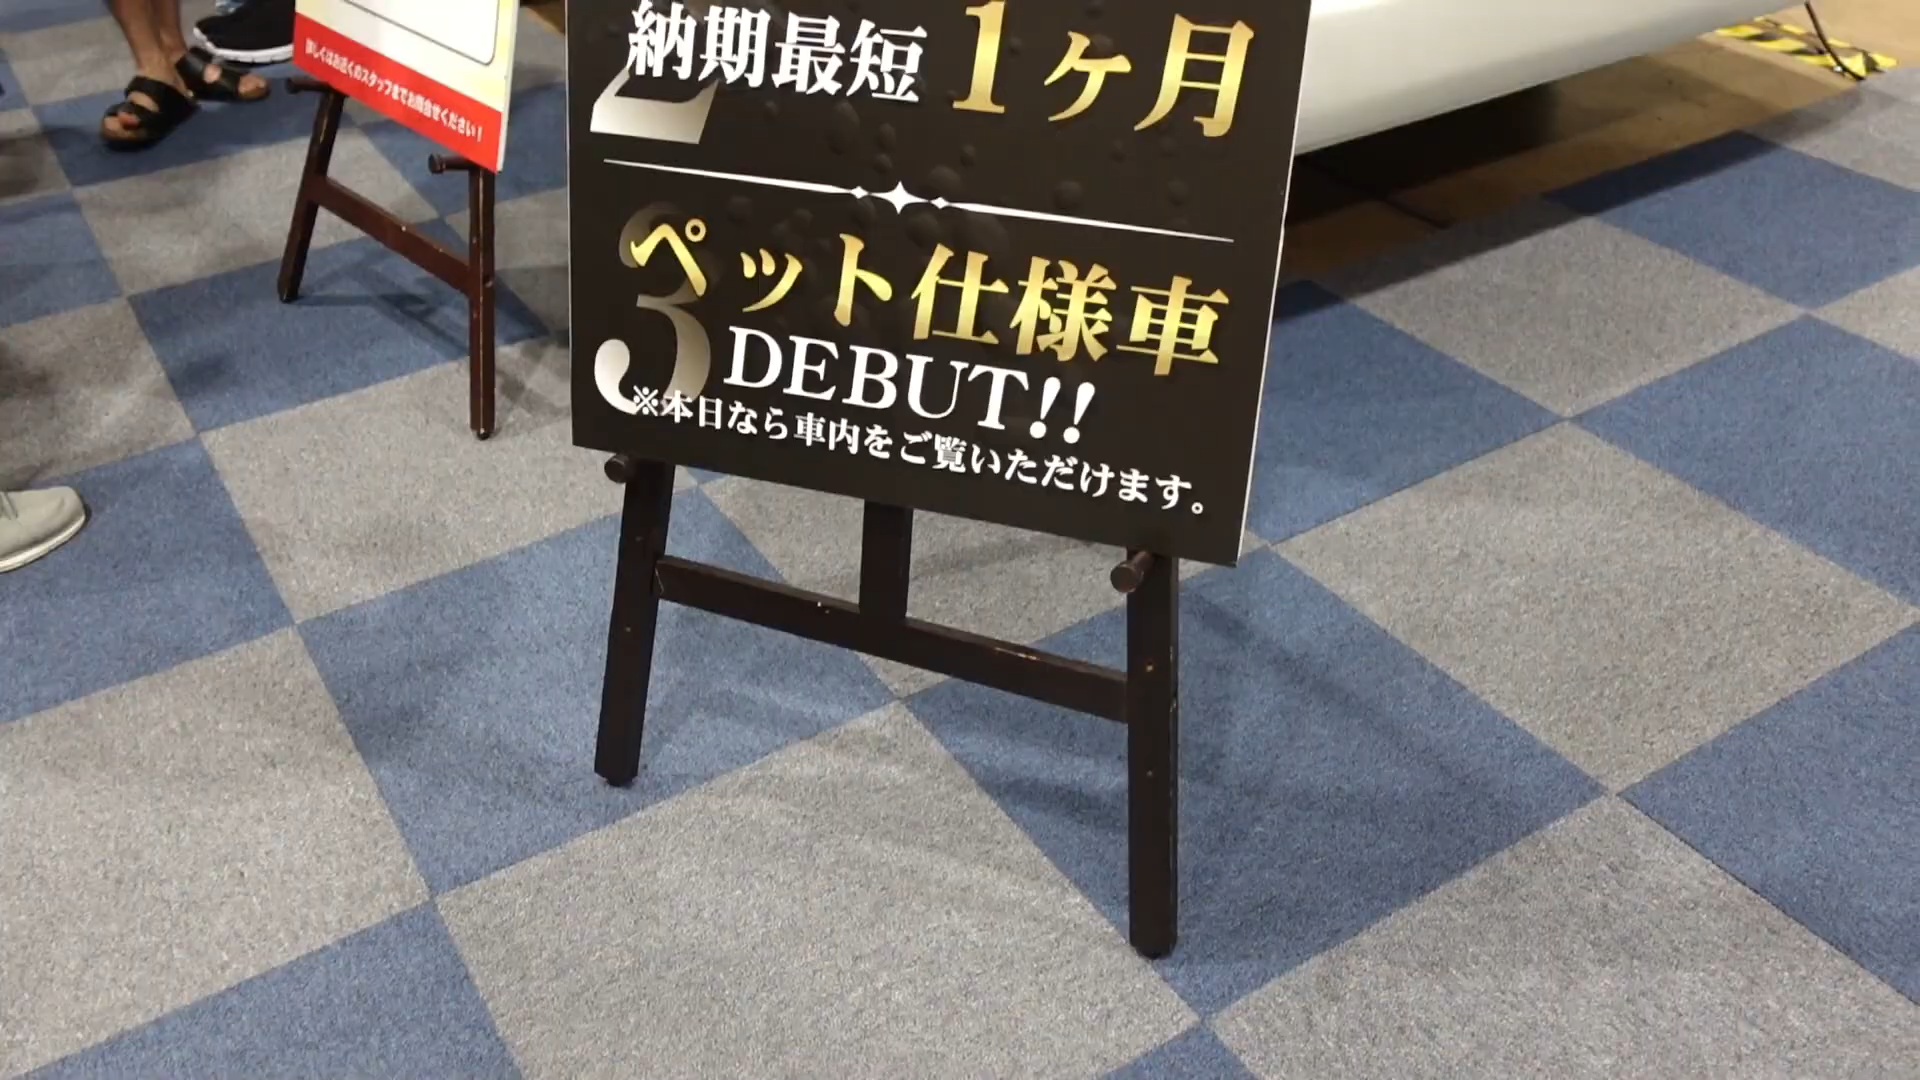 詳しくはお近くのスタッフまでお問合せください!
2
納期最短 1ヶ月
3
ペット仕様車
DEBUT!!
※本日なら車内をご覧いただけます。